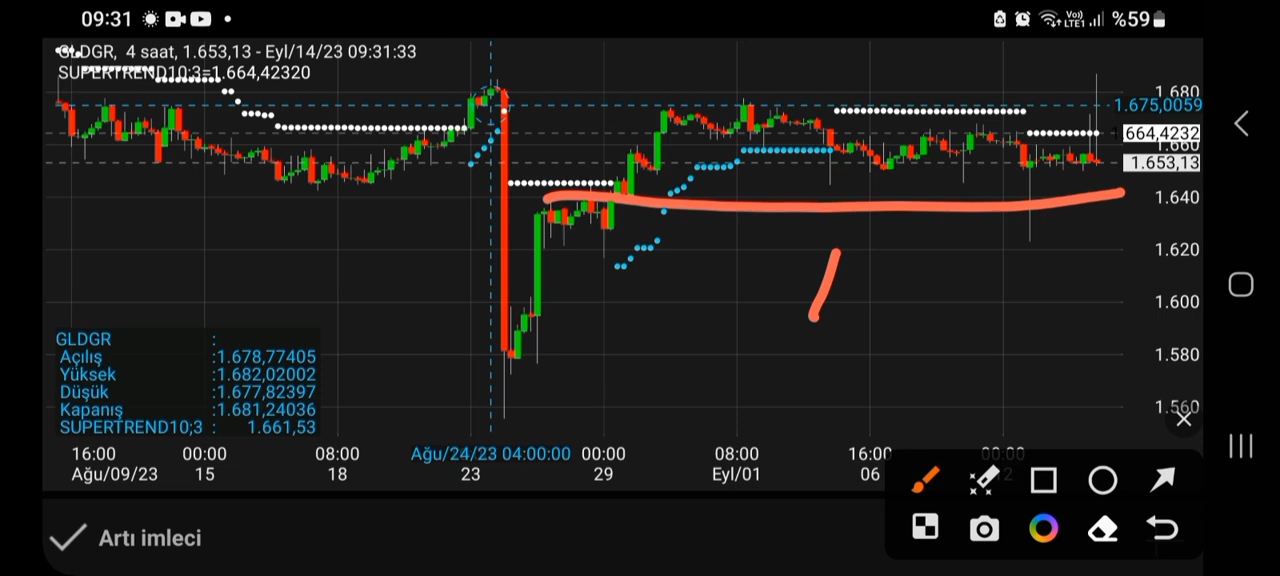 09:31
%59
GLDGR, 4 saat, 1.653,13 - Eyl/14/23 09:31:33
SUPERTREND10;3=1.664,42320
1.680
1.675,0059
664,4232
1.660
1.653,13
1.640
1.620
1.600
1.580
1.560
GLDGR :
Açılış :1.678,77405
Yüksek :1.682,02002
Düşük :1.677,82397
Kapanış :1.681,24036
SUPERTREND10;3 : 1.661,53
16:00 00:00 08:00 Ağu/24/23 04:00:00 00:00 08:00 16:00 00:00
Ağu/09/23 15 18 23 29 Eyl/01 06 12
Artı imleci